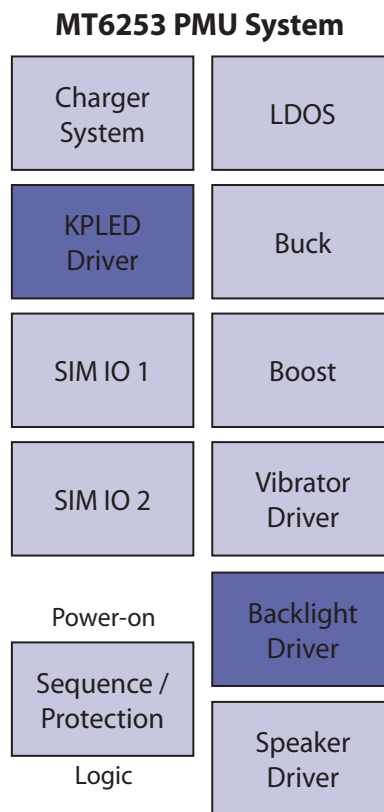 MT6253 PMU System
Charger
System
LDOS
KPLED
Driver
Buck
SIM IO 1
Boost
SIM IO 2
Vibrator
Driver
Power-on
Sequence /
Protection
Logic
Backlight
Driver
Speaker
Driver